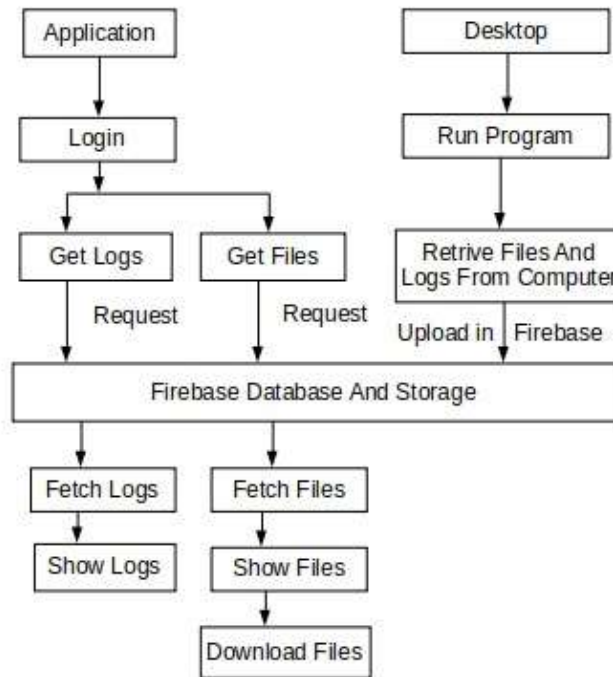 Application
Desktop
Login
Run Program
Get Logs
Get Files
Retrive Files And
Logs From Computer
Request
Request
Upload in
Firebase
Firebase Database And Storage
Fetch Logs
Fetch Files
Show Logs
Show Files
Download Files